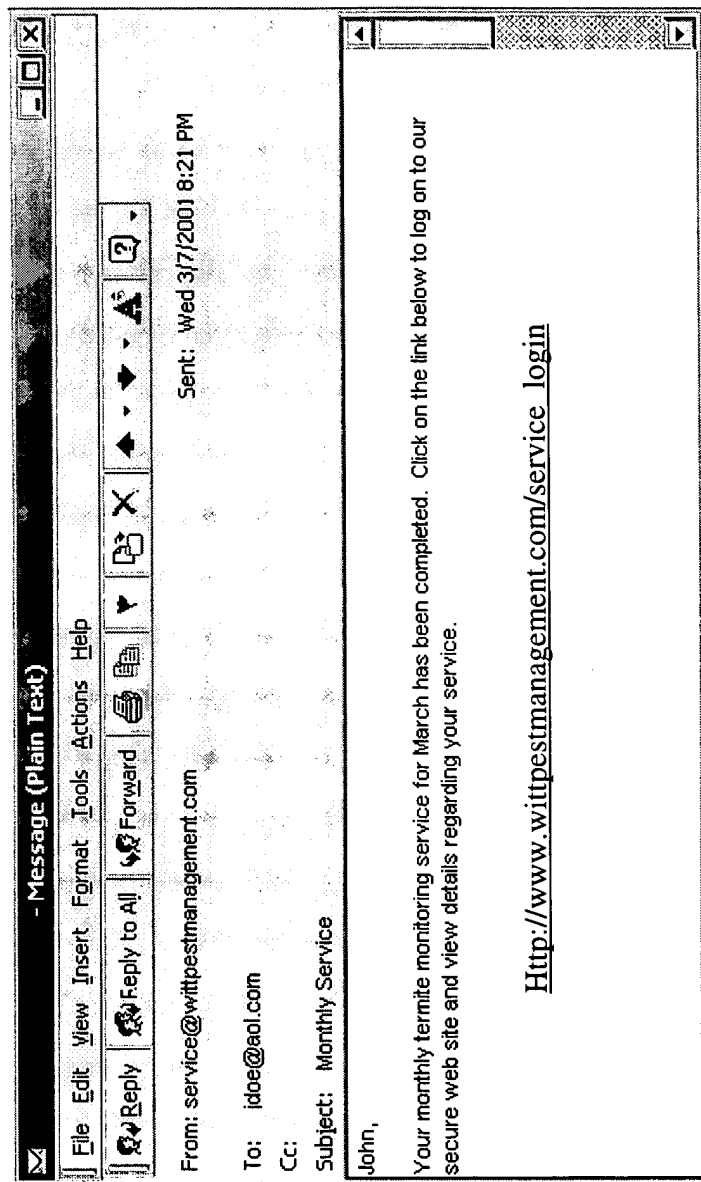 - Message (Plain Text)
File Edit View Insert Format Tools Actions Help
Reply Reply to All Forward
From: service@wittpestmanagement.com Sent: Wed 3/7/2001 8:21 PM
To: jdoe@aol.com
Cc:
Subject: Monthly Service
John,
Your monthly termite monitoring service for March has been completed. Click on the link below to log on to our
secure web site and view details regarding your service.
Http://www.wittpestmanagement.com/service_login